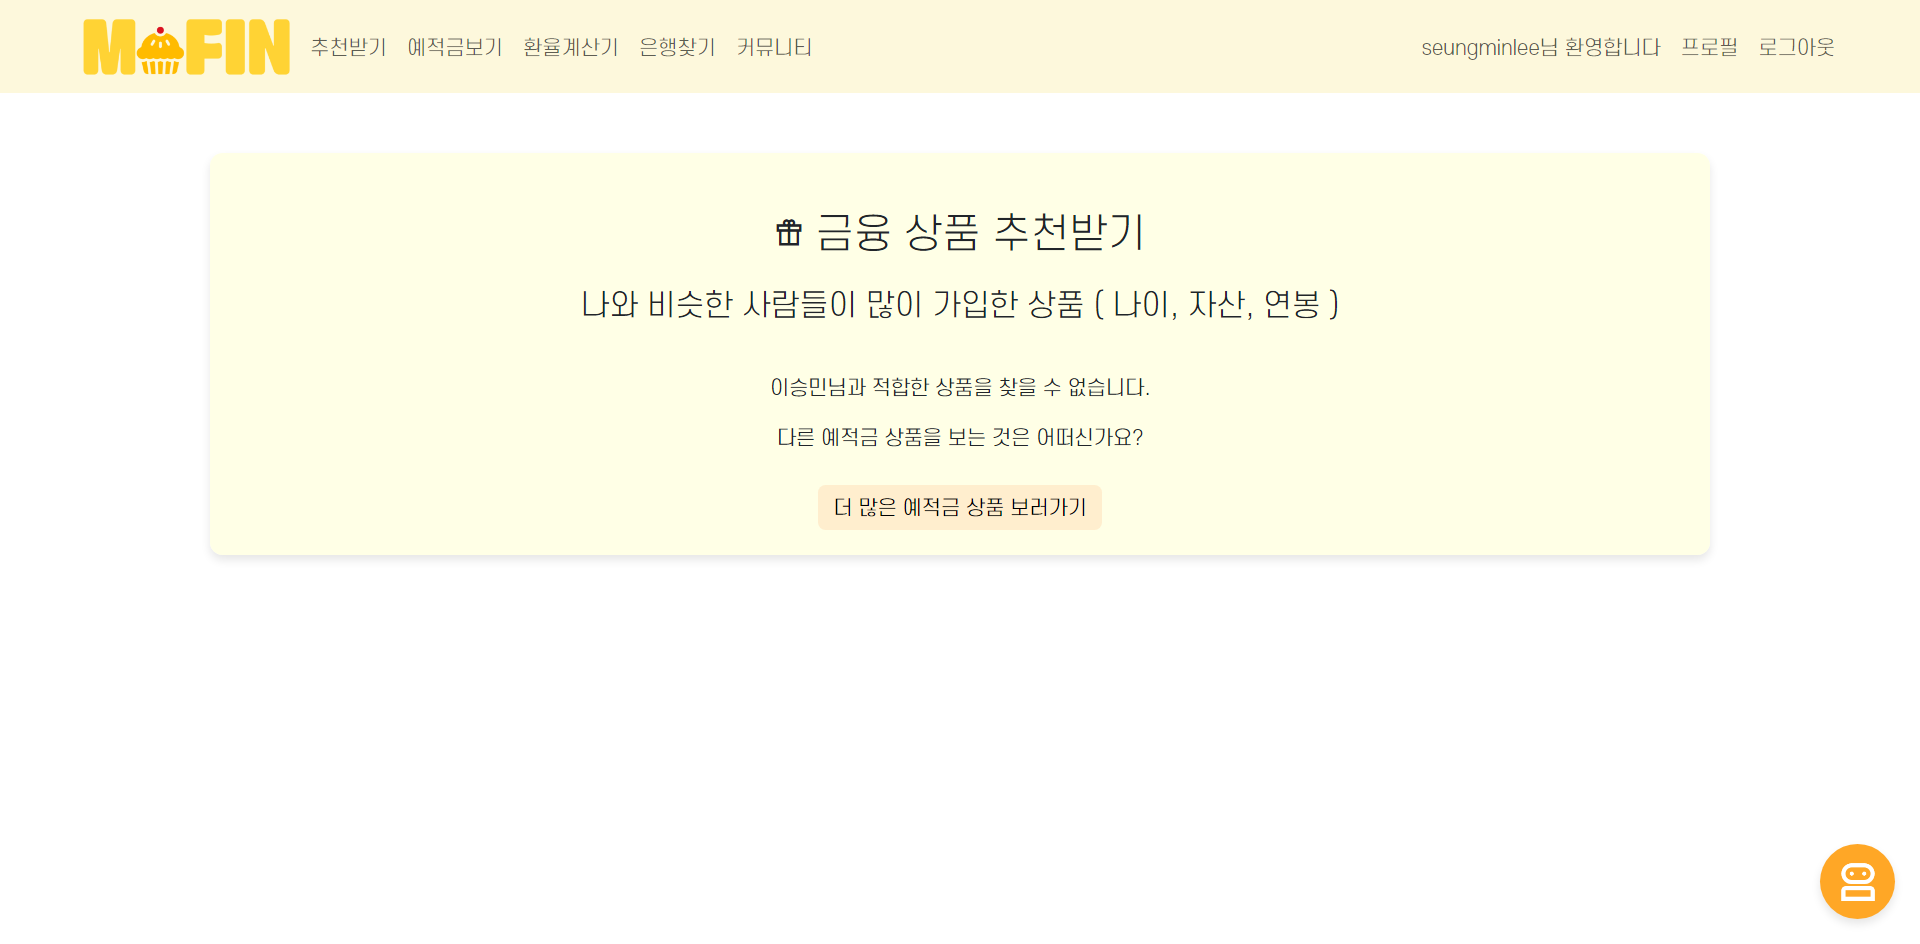 MOFIN 추천받기 예적금보기 환율계산기 은행찾기 커뮤니티 seungminlee님 환영합니다 프로필 로그아웃
금융 상품 추천받기
나와 비슷한 사람들이 많이 가입한 상품 ( 나이, 자산, 연봉 )
이승민님과 적합한 상품을 찾을 수 없습니다.
다른 예적금 상품을 보는 것은 어떠신가요?
더 많은 예적금 상품 보러가기